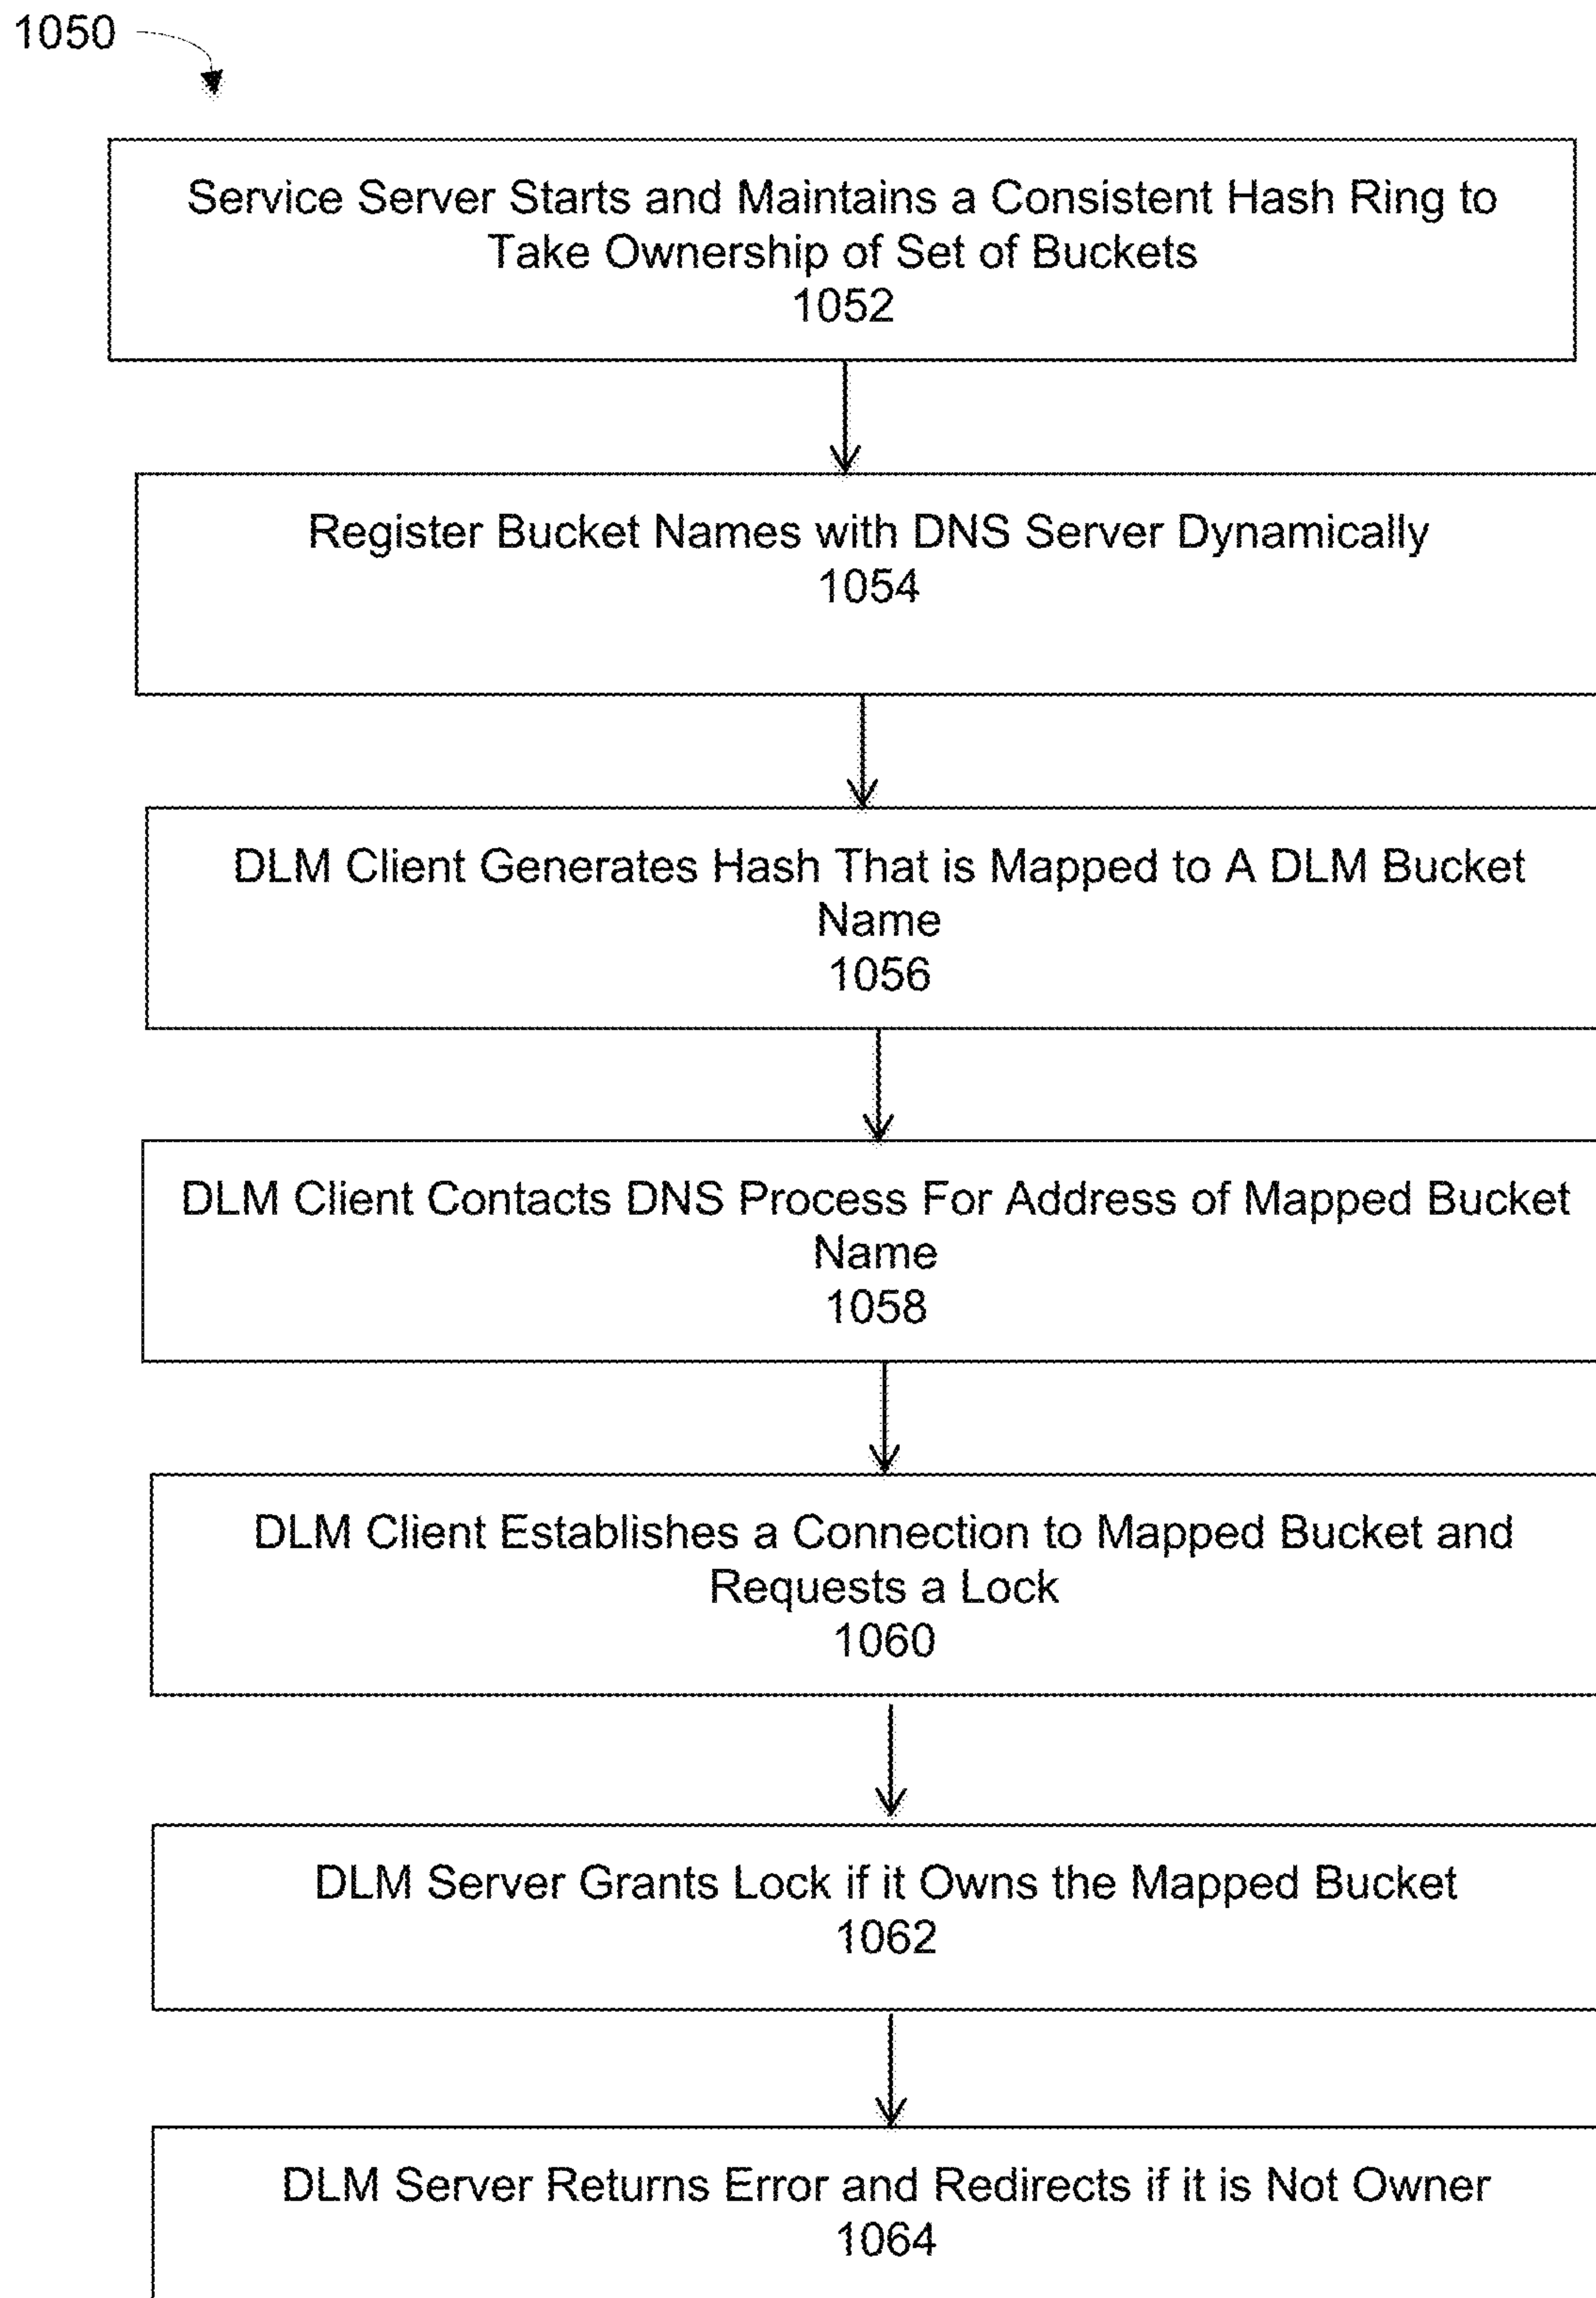 1050
Service Server Starts and Maintains a Consistent Hash Ring to
Take Ownership of Set of Buckets
1052
Register Bucket Names with DNS Server Dynamically
1054
DLM Client Generates Hash That is Mapped to A DLM Bucket
Name
1056
DLM Client Contacts DNS Process For Address of Mapped Bucket
Name
1058
DLM Client Establishes a Connection to Mapped Bucket and
Requests a Lock
1060
DLM Server Grants Lock if it Owns the Mapped Bucket
1062
DLM Server Returns Error and Redirects if it is Not Owner
1064